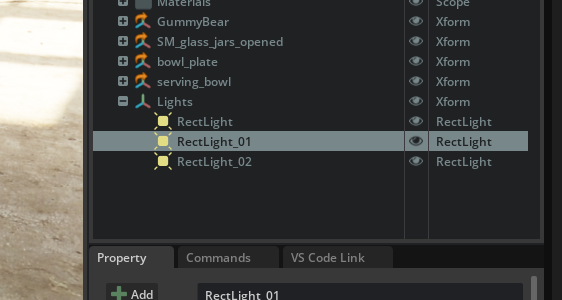 Materials Scope
GummyBear Xform
SM_glass_jars_opened Xform
bowl_plate Xform
serving_bowl Xform
Lights Xform
RectLight RectLight
RectLight_01 RectLight
RectLight_02 RectLight
Property Commands VS Code Link
Add RectLight_01